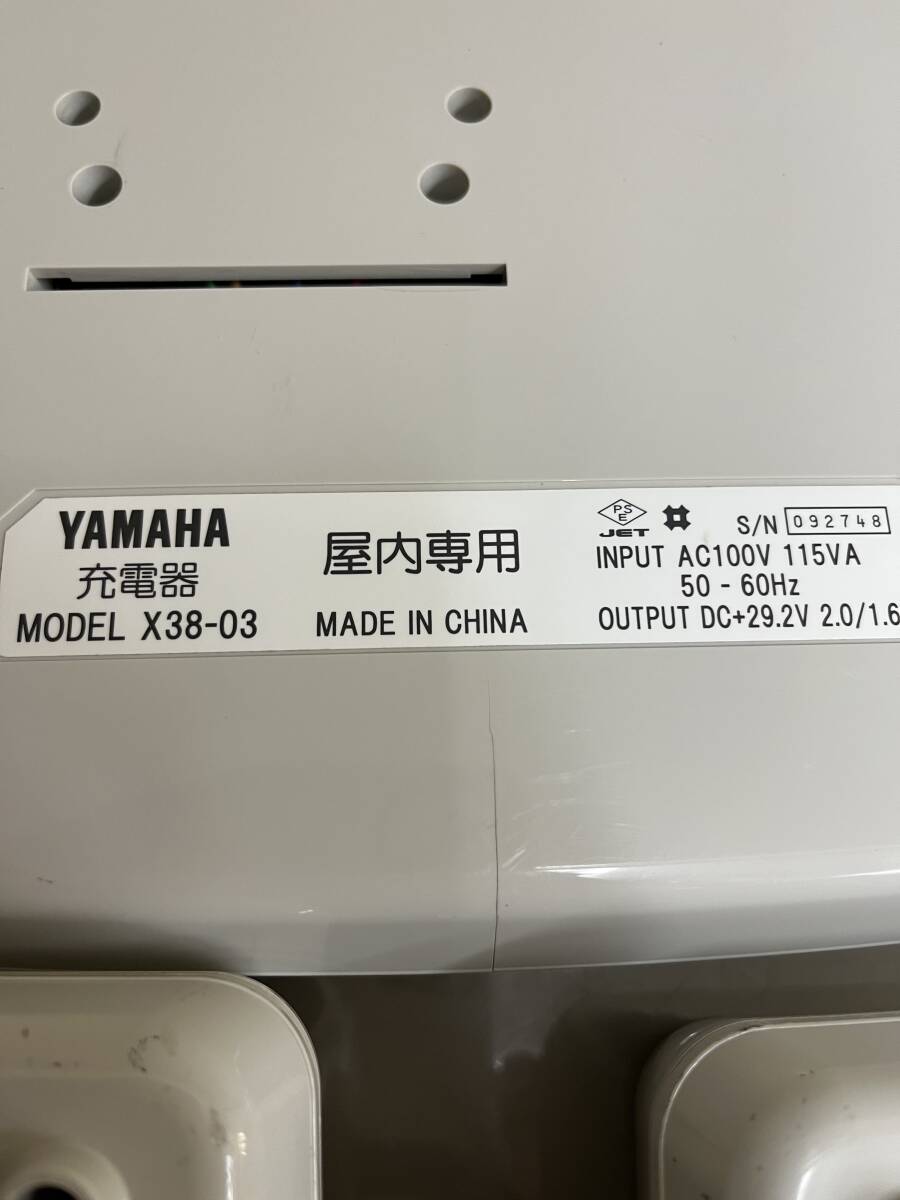 YAMAHA
充電器
MODEL X38-03
屋内専用
MADE IN CHINA
PSE
JET
S/N 092748
INPUT AC100V 115VA
50 - 60Hz
OUTPUT DC+29.2V 2.0/1.6